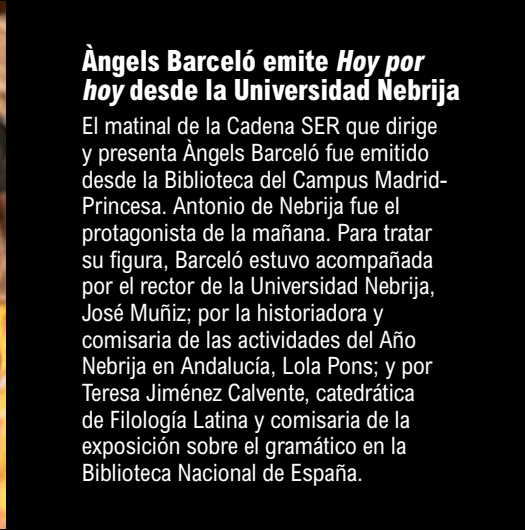 Àngels Barceló emite Hoy por
hoy desde la Universidad Nebrija
El matinal de la Cadena SER que dirige
y presenta Àngels Barceló fue emitido
desde la Biblioteca del Campus Madrid-
Princesa. Antonio de Nebrija fue el
protagonista de la mañana. Para tratar
su figura, Barceló estuvo acompañada
por el rector de la Universidad Nebrija,
José Muñiz; por la historiadora y
comisaria de las actividades del Año
Nebrija en Andalucía, Lola Pons; y por
Teresa Jiménez Calvente, catedrática
de Filología Latina y comisaria de la
exposición sobre el gramático en la
Biblioteca Nacional de España.